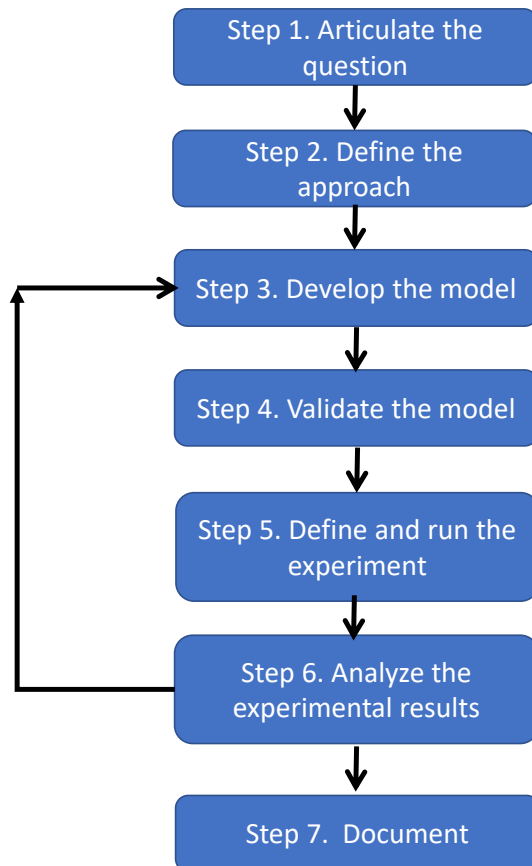 Step 1. Articulate the
question
Step 2. Define the
approach
Step 3. Develop the model
Step 4. Validate the model
Step 5. Define and run the
experiment
Step 6. Analyze the
experimental results
Step 7.  Document